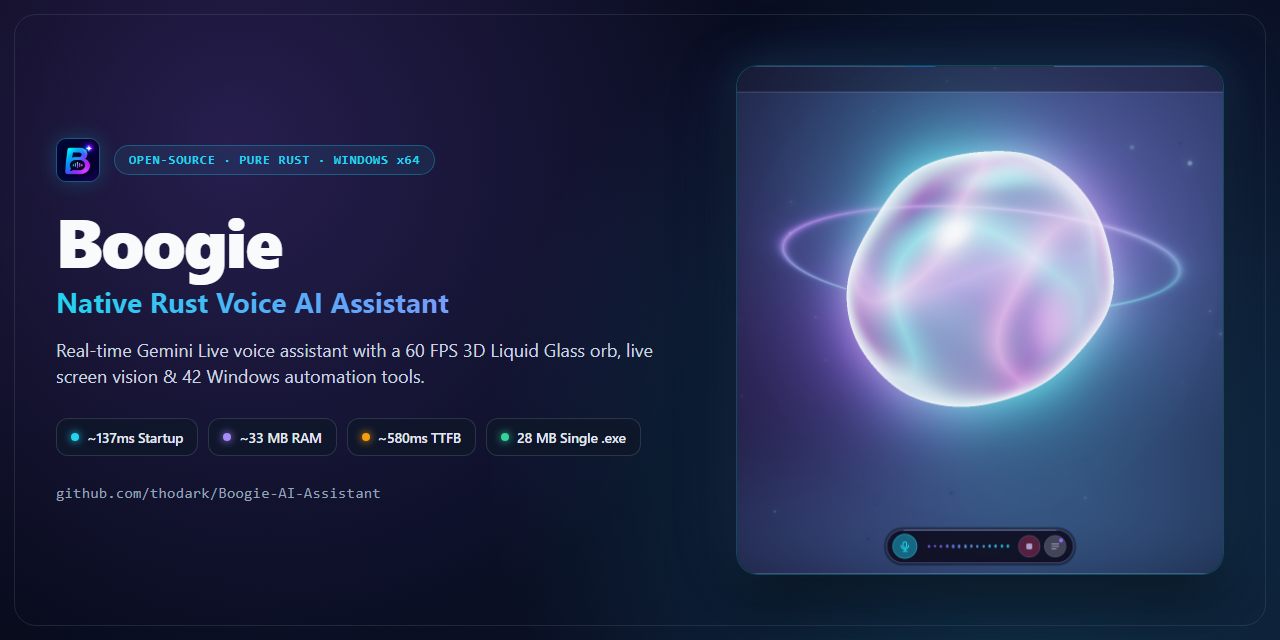 B
OPEN-SOURCE · PURE RUST · WINDOWS x64
Boogie
Native Rust Voice AI Assistant
Real-time Gemini Live voice assistant with a 60 FPS 3D Liquid Glass orb, live
screen vision & 42 Windows automation tools.
~137ms Startup
~33 MB RAM
~580ms TTFB
28 MB Single .exe
github.com/thodark/Boogie-AI-Assistant